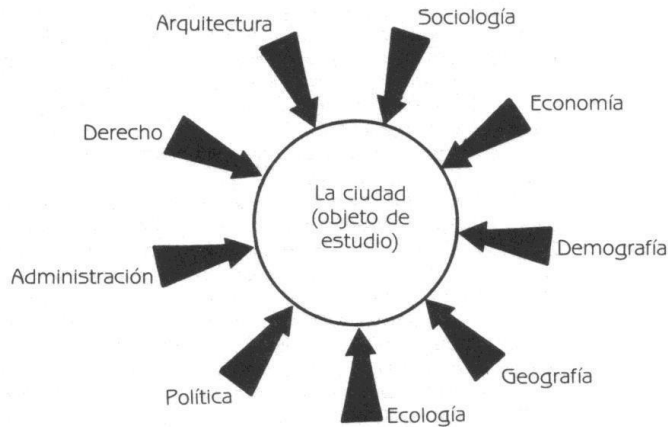 Arquitectura
Sociología
Derecho
Economía
La ciudad
(objeto de
estudio)
Administración
Demografía
Política
Geografía
Ecología